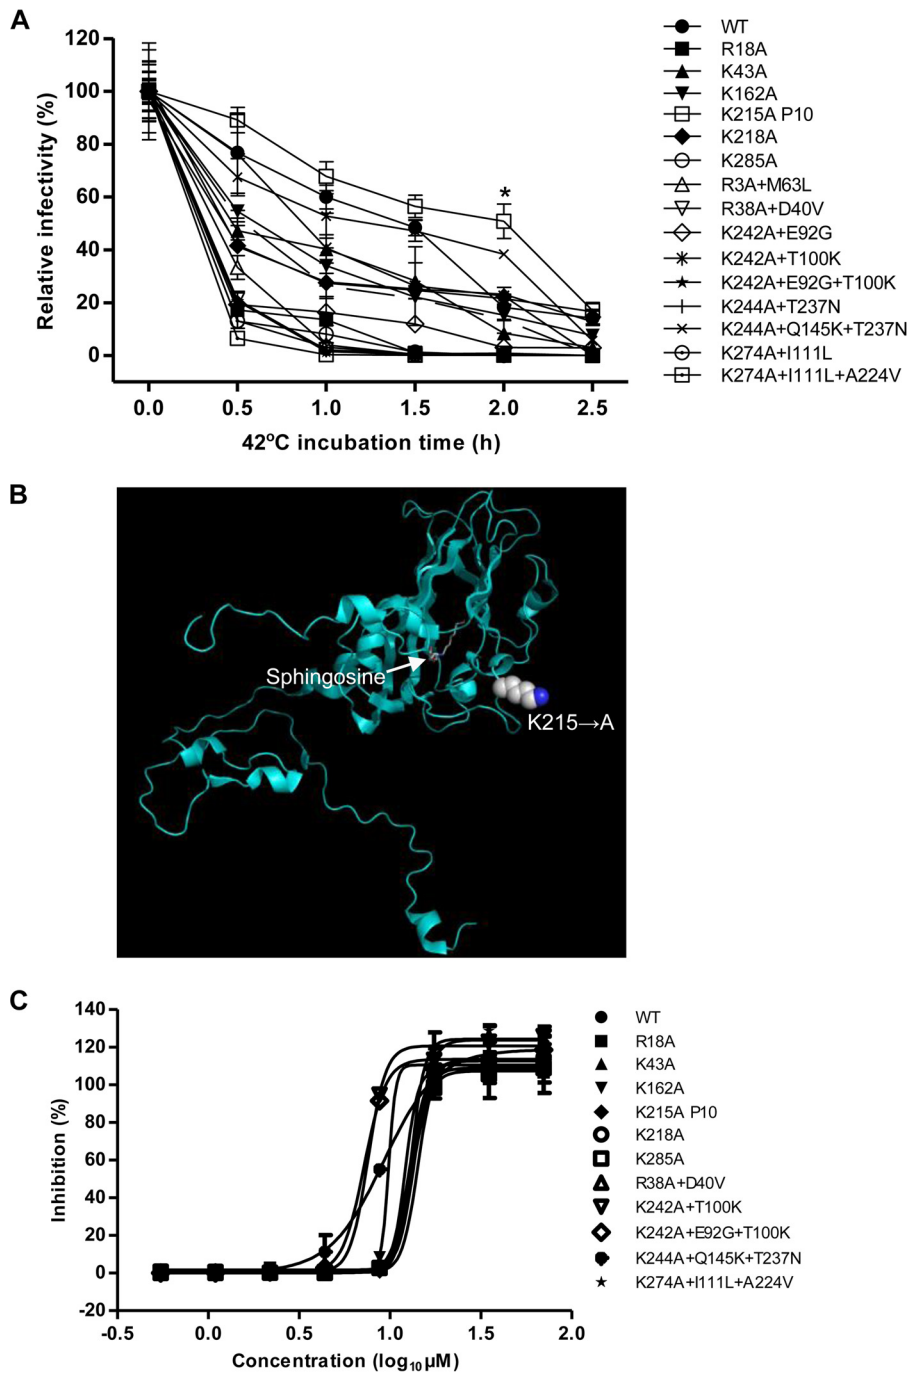 A
Relative infectivity (%)
120
100
80
60
40
20
0
*
0.0 0.5 1.0 1.5 2.0 2.5
42ºC incubation time (h)
WT
R18A
K43A
K162A
K215A P10
K218A
K285A
R3A+M63L
R38A+D40V
K242A+E92G
K242A+T100K
K242A+E92G+T100K
K244A+T237N
K244A+Q145K+T237N
K274A+I111L
K274A+I111L+A224V
B
Sphingosine
K215→A
C
Inhibition (%)
140
120
100
80
60
40
20
0
-20
-0.5 0.0 0.5 1.0 1.5 2.0
Concentration (log₁₀µM)
WT
R18A
K43A
K162A
K215A P10
K218A
K285A
R38A+D40V
K242A+T100K
K242A+E92G+T100K
K244A+Q145K+T237N
K274A+I111L+A224V